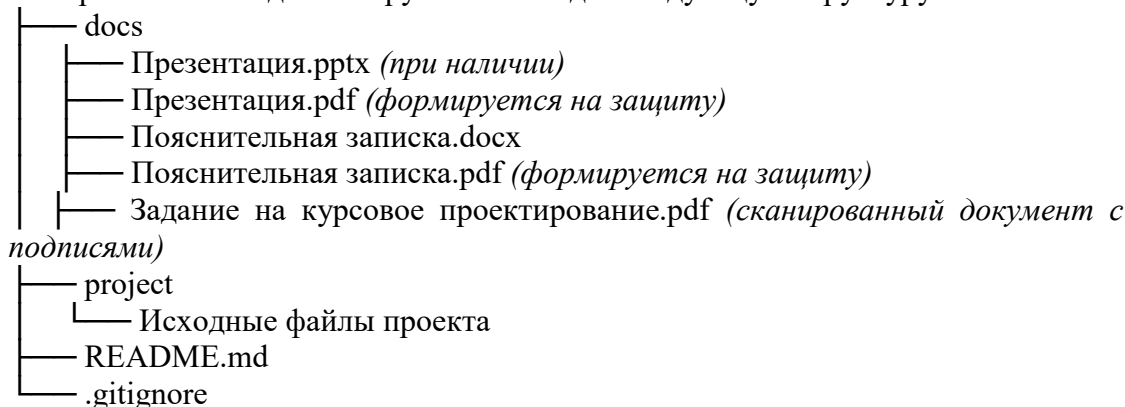 docs
Презентация.pptx (при наличии)
Презентация.pdf (формируется на защиту)
Пояснительная записка.docx
Пояснительная записка.pdf (формируется на защиту)
Задание на курсовое проектирование.pdf (сканированный документ с
подписями)
project
Исходные файлы проекта
README.md
.gitignore